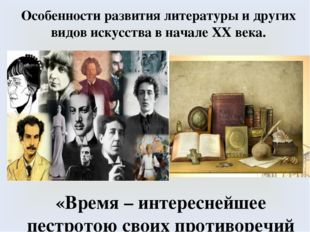 Особенности развития литературы и других
видов искусства в начале XX века.
«Время – интереснейшее
пестротою своих противоречий